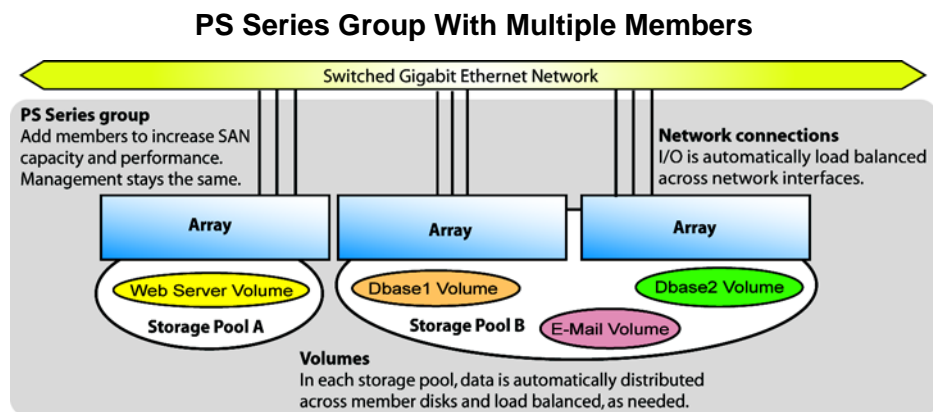 PS Series Group With Multiple Members
Switched Gigabit Ethernet Network
PS Series group
Add members to increase SAN
capacity and performance.
Management stays the same.
Network connections
I/O is automatically load balanced
across network interfaces.
Array
Array
Array
Web Server Volume
Storage Pool A
Dbase1 Volume
Dbase2 Volume
Storage Pool B
E-Mail Volume
Volumes
In each storage pool, data is automatically distributed
across member disks and load balanced, as needed.